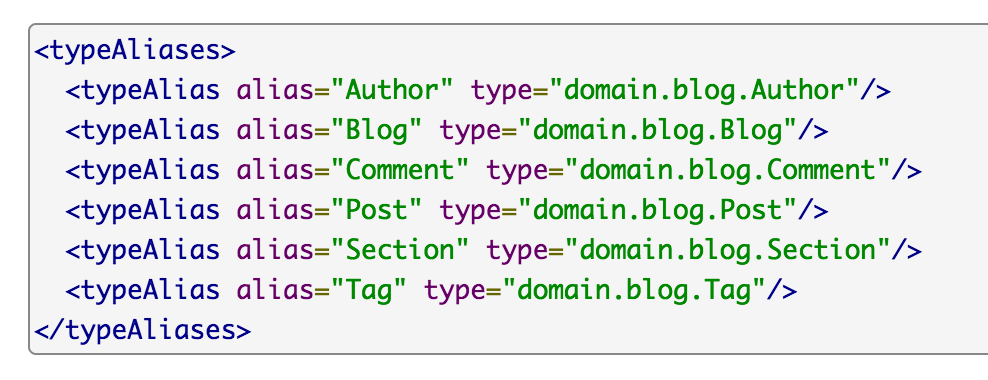 <typeAliases>
  <typeAlias alias="Author" type="domain.blog.Author"/>
  <typeAlias alias="Blog" type="domain.blog.Blog"/>
  <typeAlias alias="Comment" type="domain.blog.Comment"/>
  <typeAlias alias="Post" type="domain.blog.Post"/>
  <typeAlias alias="Section" type="domain.blog.Section"/>
  <typeAlias alias="Tag" type="domain.blog.Tag"/>
</typeAliases>